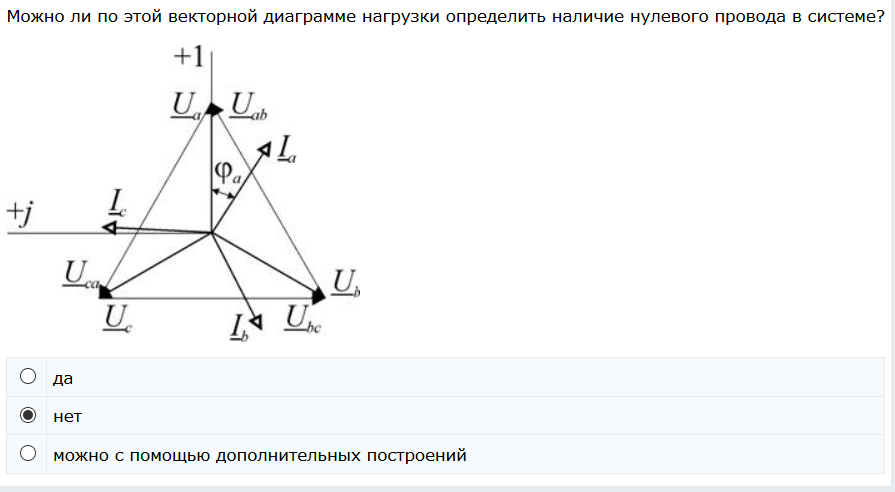 Можно ли по этой векторной диаграмме нагрузки определить наличие нулевого провода в системе?
+1
U_a U_ab
I_a
φ_a
+j I_c
U_ca U_b
U_c I_b U_bc
да
нет
можно с помощью дополнительных построений